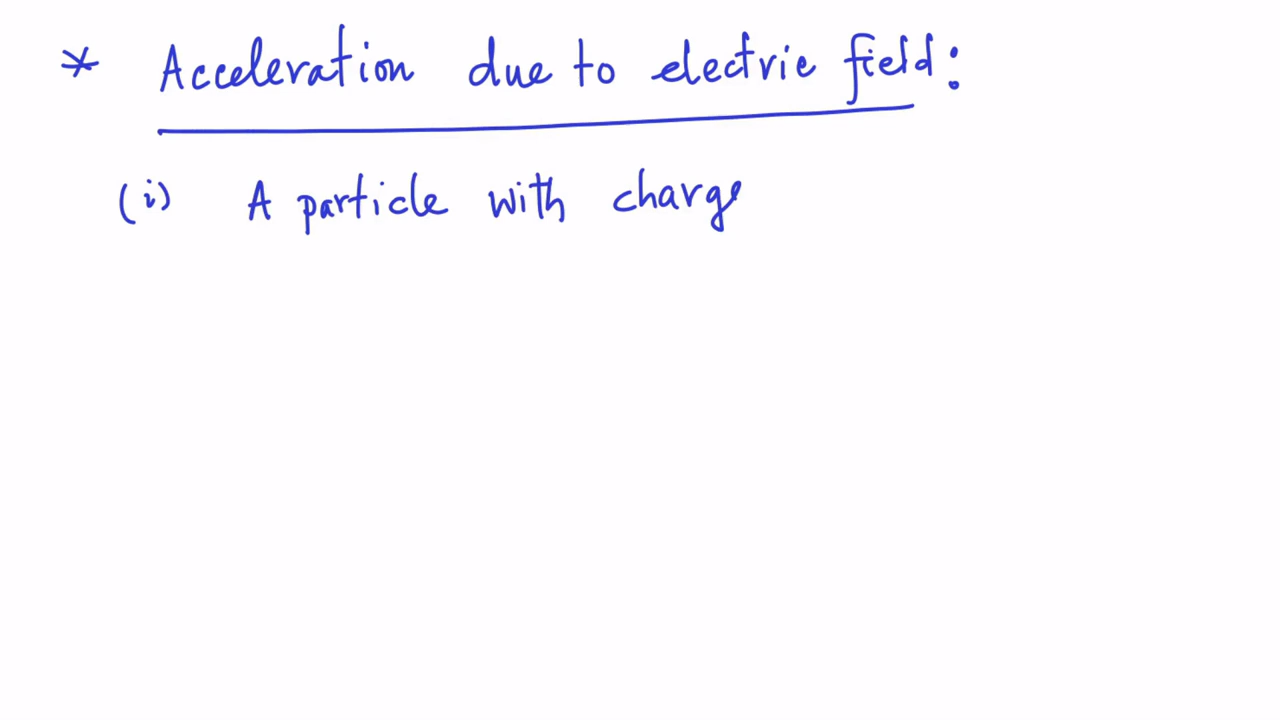 * Acceleration due to electric field:
(i) A particle with charge